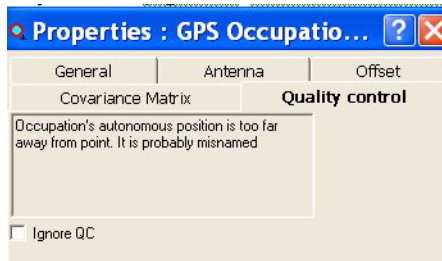 Properties : GPS Occupatio...
General Antenna Offset
Covariance Matrix Quality control
Occupation's autonomous position is too far
away from point. It is probably misnamed
Ignore QC